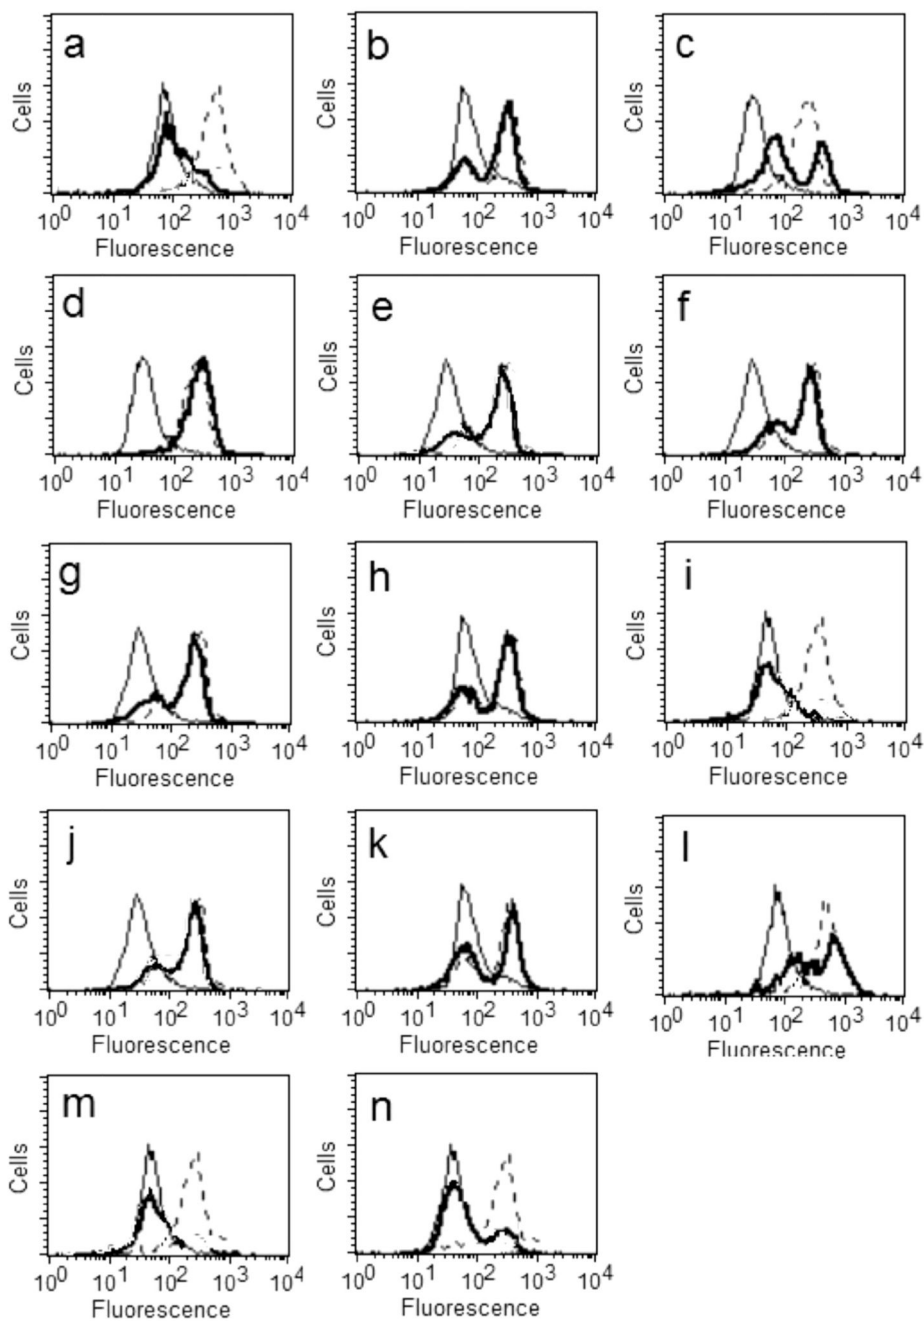 a b c
Cells Cells Cells
10^0 10^1 10^2 10^3 10^4 10^0 10^1 10^2 10^3 10^4 10^0 10^1 10^2 10^3 10^4
Fluorescence Fluorescence Fluorescence
d e f
Cells Cells Cells
10^0 10^1 10^2 10^3 10^4 10^0 10^1 10^2 10^3 10^4 10^0 10^1 10^2 10^3 10^4
Fluorescence Fluorescence Fluorescence
g h i
Cells Cells Cells
10^0 10^1 10^2 10^3 10^4 10^0 10^1 10^2 10^3 10^4 10^0 10^1 10^2 10^3 10^4
Fluorescence Fluorescence Fluorescence
j k l
Cells Cells Cells
10^0 10^1 10^2 10^3 10^4 10^0 10^1 10^2 10^3 10^4 10^0 10^1 10^2 10^3 10^4
Fluorescence Fluorescence Fluorescence
m n
Cells Cells
10^0 10^1 10^2 10^3 10^4 10^0 10^1 10^2 10^3 10^4
Fluorescence Fluorescence